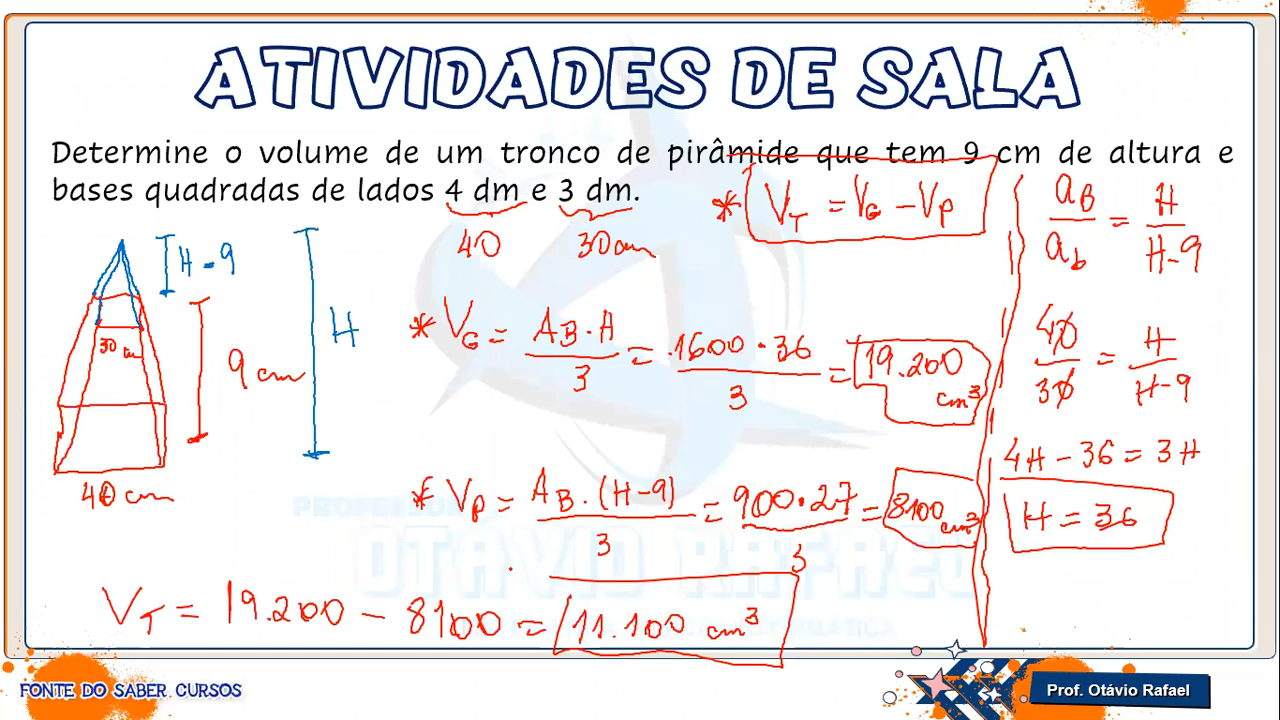 ATIVIDADES DE SALA
Determine o volume de um tronco de pirâmide que tem 9 cm de altura e
bases quadradas de lados 4 dm e 3 dm.
40 30cm
* V_T = V_G - V_P
a_B/a_b = H/(H-9)
H-9
H
30 cm
9 cm
40 cm
* V_G = A_B . H / 3 = 1600 . 36 / 3 = 19.200 cm³
40/30 = H/(H-9)
4H - 36 = 3H
H = 36
* V_P = A_B . (H-9) / 3 = 900 . 27 / 3 = 8100 cm³
V_T = 19.200 - 8100 = 11.100 cm³
PROFESSOR
OTÁVIO RAFAEL
FONTE DO SABER CURSOS
Prof. Otávio Rafael